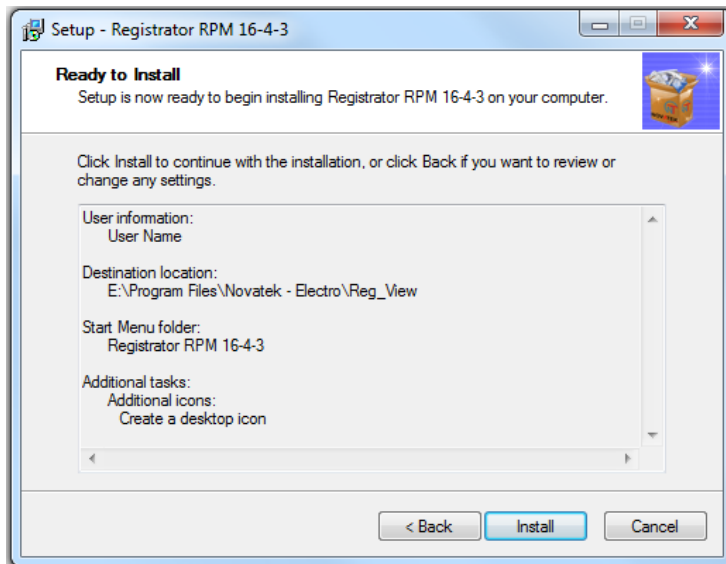 Setup - Registrator RPM 16-4-3
Ready to Install
Setup is now ready to begin installing Registrator RPM 16-4-3 on your computer.
Click Install to continue with the installation, or click Back if you want to review or
change any settings.
User information:
User Name
Destination location:
E:\Program Files\Novatek - Electro\Reg_View
Start Menu folder:
Registrator RPM 16-4-3
Additional tasks:
Additional icons:
Create a desktop icon
< Back
Install
Cancel